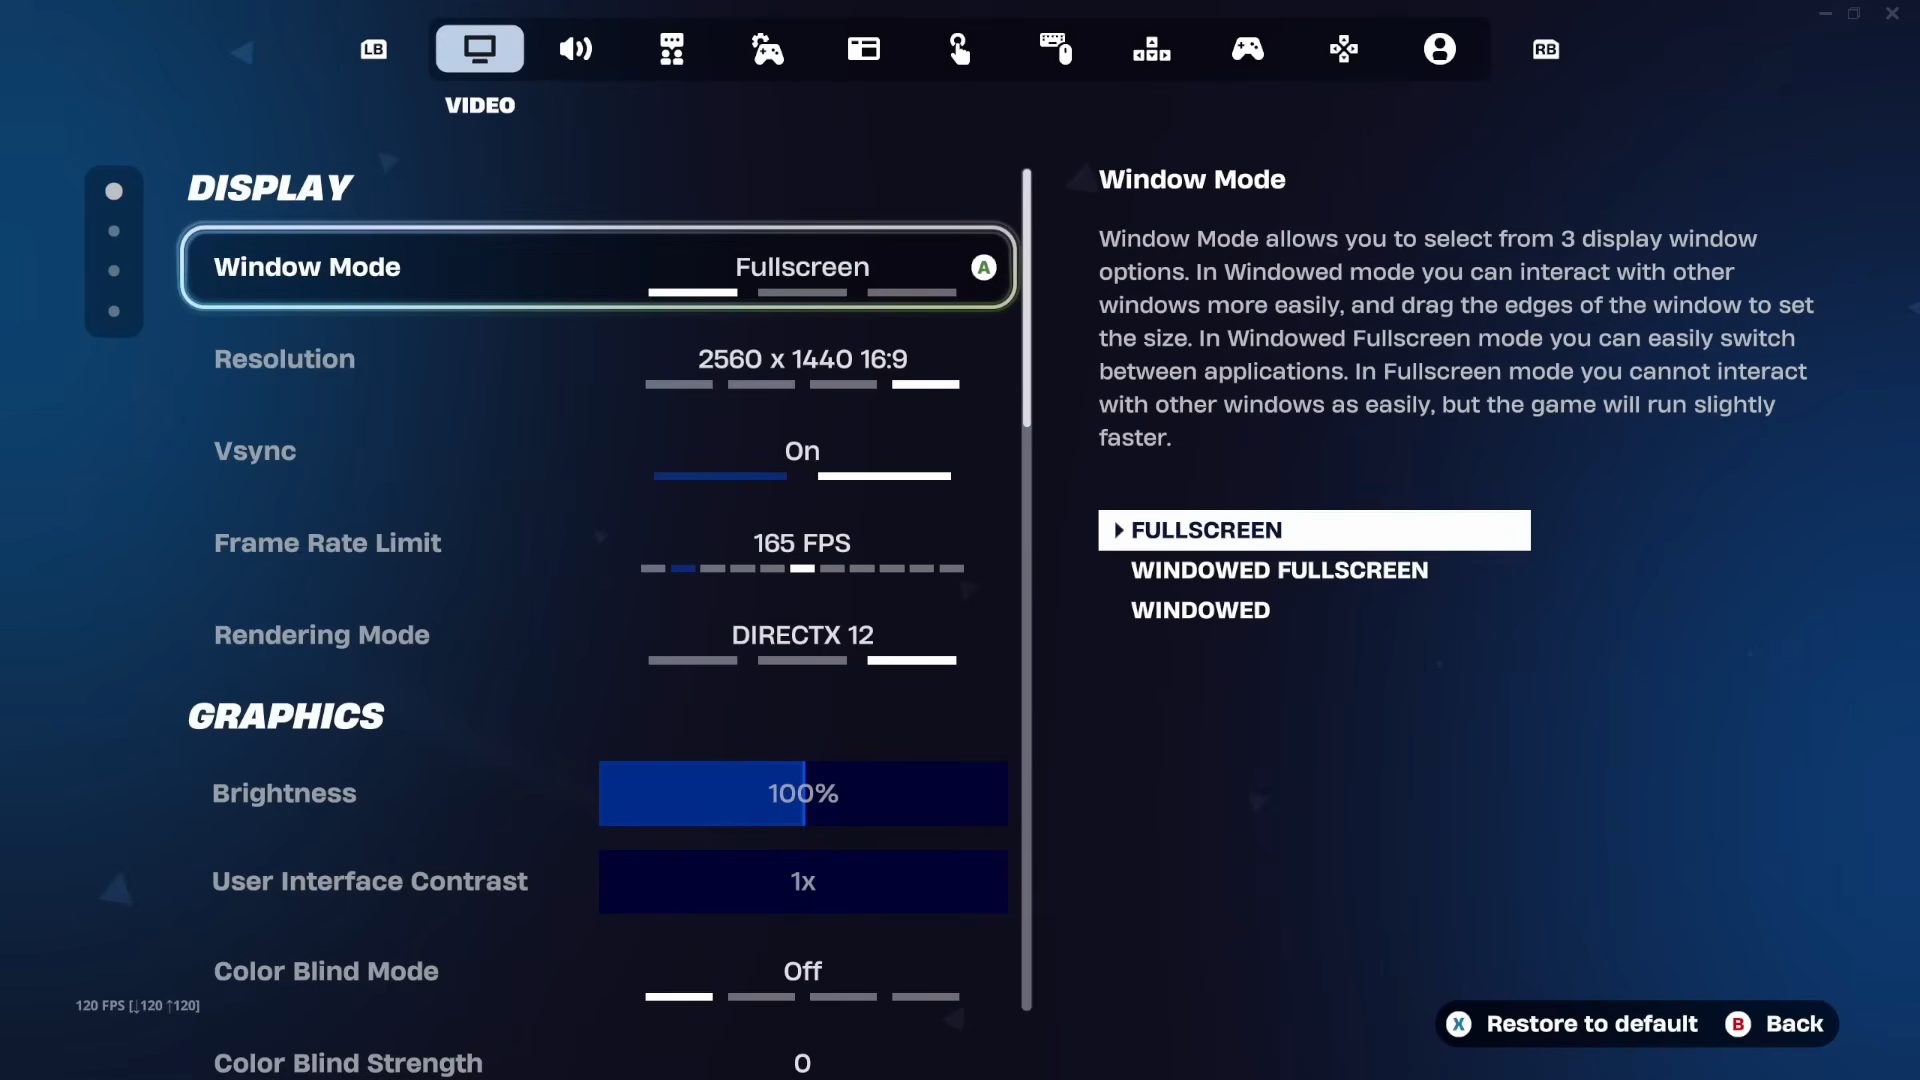 LB
RB
VIDEO
DISPLAY
Window Mode
Fullscreen
A
Resolution
2560 x 1440 16:9
Vsync
On
Frame Rate Limit
165 FPS
Rendering Mode
DIRECTX 12
GRAPHICS
Brightness
100%
User Interface Contrast
1x
Color Blind Mode
Off
Color Blind Strength
0
120 FPS [↓120 ↑120]
Window Mode
Window Mode allows you to select from 3 display window
options. In Windowed mode you can interact with other
windows more easily, and drag the edges of the window to set
the size. In Windowed Fullscreen mode you can easily switch
between applications. In Fullscreen mode you cannot interact
with other windows as easily, but the game will run slightly
faster.
FULLSCREEN
WINDOWED FULLSCREEN
WINDOWED
X Restore to default B Back